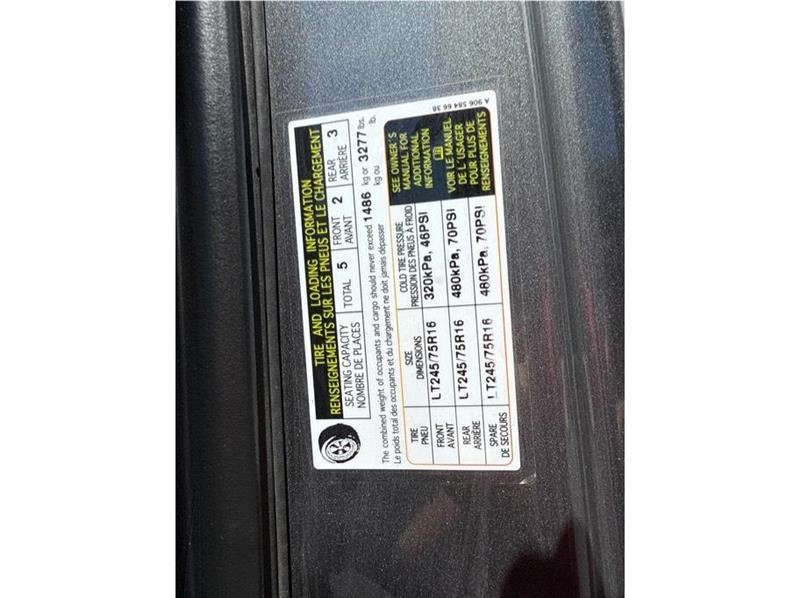 TIRE AND LOADING INFORMATION
RENSEIGNEMENTS SUR LES PNEUS ET LE CHARGEMENT
SEATING CAPACITY
NOMBRE DE PLACES
TOTAL 5
FRONT
AVANT
2
REAR
ARRIÈRE
3
The combined weight of occupants and cargo should never exceed 1486 kg or 3277 lbs.
Le poids total des occupants et du chargement ne doit jamais dépasser kg ou lb.
TIRE
PNEU
SIZE
DIMENSIONS
COLD TIRE PRESSURE
PRESSION DES PNEUS À FROID
FRONT
AVANT
LT245/75R16
320kPa, 46PSI
REAR
ARRIÈRE
LT245/75R16
480kPa, 70PSI
SPARE
DE SECOURS
LT245/75R16
480kPa, 70PSI
SEE OWNER'S
MANUAL FOR
ADDITIONAL
INFORMATION
VOIR LE MANUEL
DE L'USAGER
POUR PLUS DE
RENSEIGNEMENTS
A 906 584 66 38